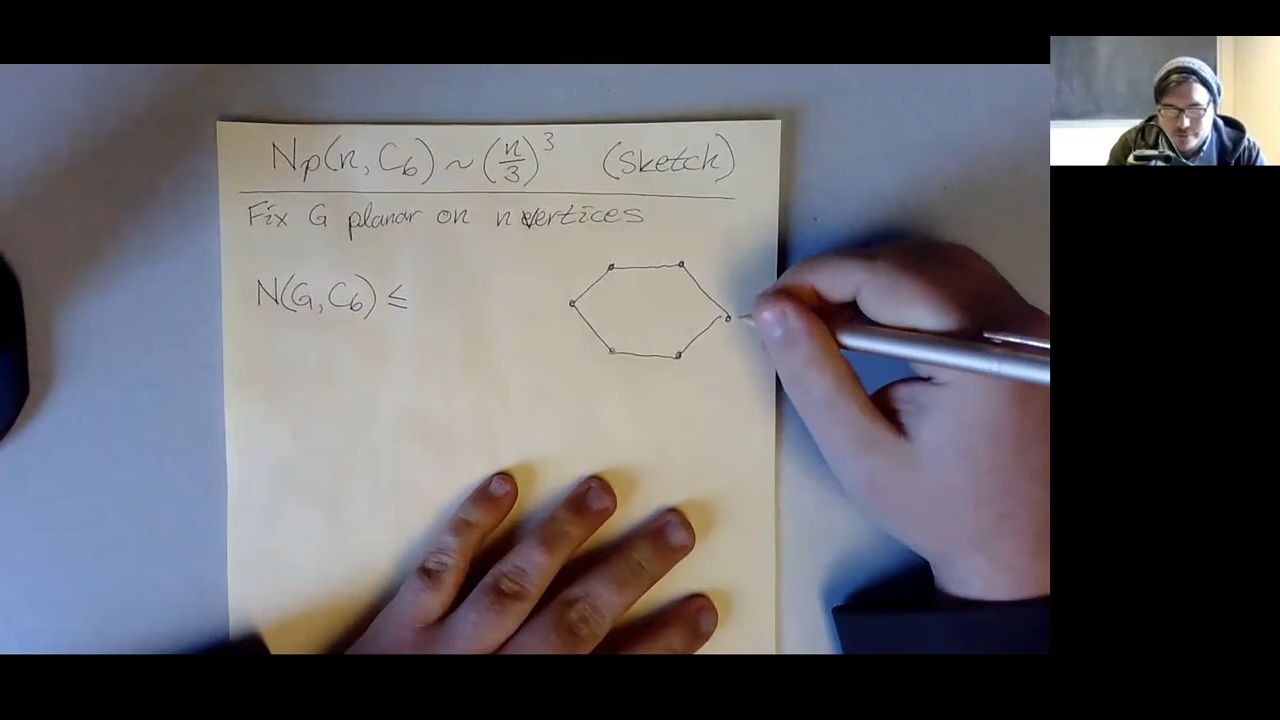 Np(n, C6) ~ (n/3)^3 (sketch)
Fix G planar on n vertices
N(G, C6) ≤